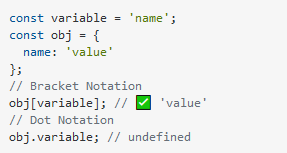 const variable = 'name';
const obj = {
  name: 'value'
};
// Bracket Notation
obj[variable]; // ✅ 'value'
// Dot Notation
obj.variable; // undefined